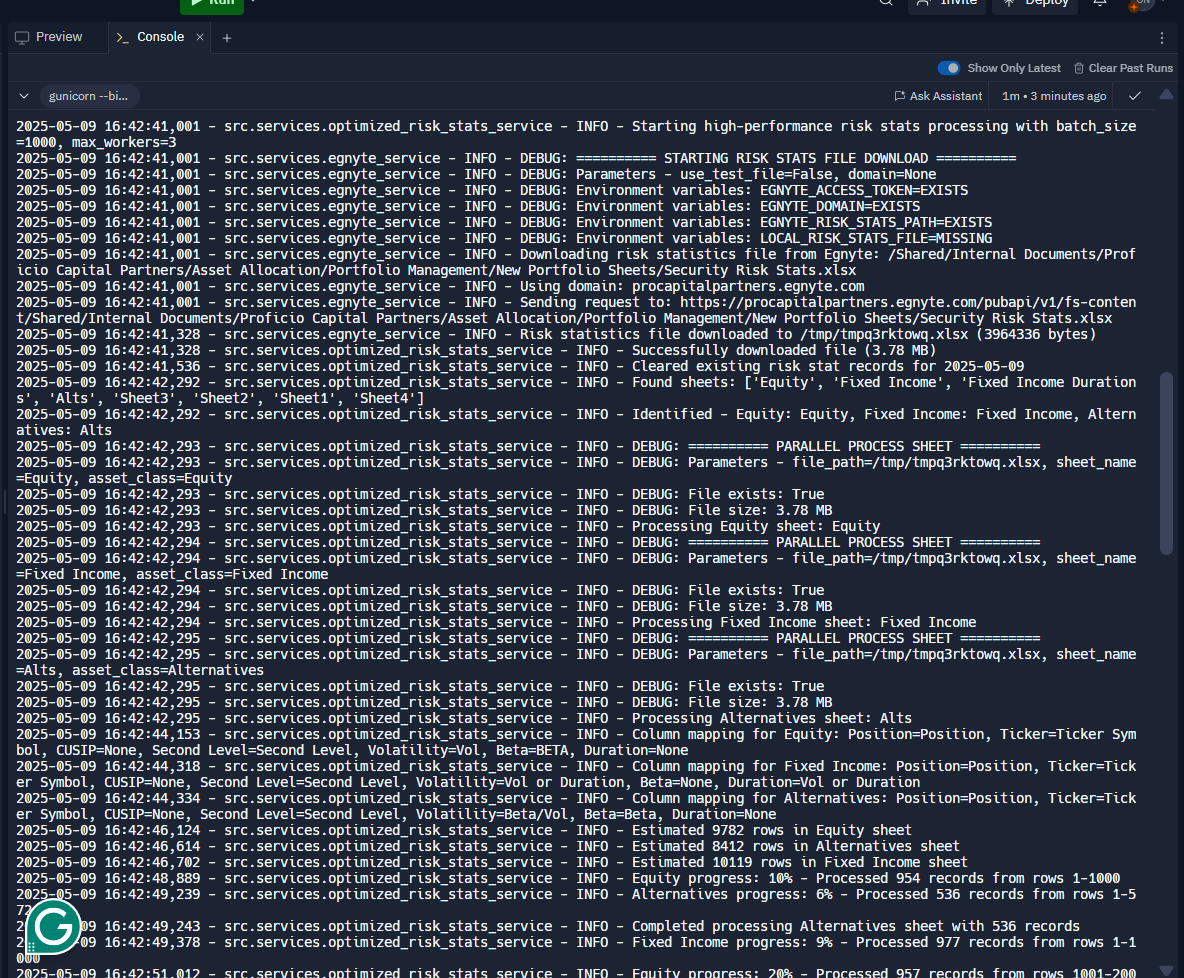 Run
Invite
Deploy
ON
Preview
Console
Show Only Latest
Clear Past Runs
gunicorn --bi...
Ask Assistant
1m • 3 minutes ago
2025-05-09 16:42:41,001 - src.services.optimized_risk_stats_service - INFO - Starting high-performance risk stats processing with batch_size
=1000, max_workers=3
2025-05-09 16:42:41,001 - src.services.egnyte_service - INFO - DEBUG: ========== STARTING RISK STATS FILE DOWNLOAD ==========
2025-05-09 16:42:41,001 - src.services.egnyte_service - INFO - DEBUG: Parameters - use_test_file=False, domain=None
2025-05-09 16:42:41,001 - src.services.egnyte_service - INFO - DEBUG: Environment variables: EGNYTE_ACCESS_TOKEN=EXISTS
2025-05-09 16:42:41,001 - src.services.egnyte_service - INFO - DEBUG: Environment variables: EGNYTE_DOMAIN=EXISTS
2025-05-09 16:42:41,001 - src.services.egnyte_service - INFO - DEBUG: Environment variables: EGNYTE_RISK_STATS_PATH=EXISTS
2025-05-09 16:42:41,001 - src.services.egnyte_service - INFO - DEBUG: Environment variables: LOCAL_RISK_STATS_FILE=MISSING
2025-05-09 16:42:41,001 - src.services.egnyte_service - INFO - Downloading risk statistics file from Egnyte: /Shared/Internal Documents/Prof
icio Capital Partners/Asset Allocation/Portfolio Management/New Portfolio Sheets/Security Risk Stats.xlsx
2025-05-09 16:42:41,001 - src.services.egnyte_service - INFO - Using domain: procapitalpartners.egnyte.com
2025-05-09 16:42:41,001 - src.services.egnyte_service - INFO - Sending request to: https://procapitalpartners.egnyte.com/pubapi/v1/fs-conten
t/Shared/Internal Documents/Proficio Capital Partners/Asset Allocation/Portfolio Management/New Portfolio Sheets/Security Risk Stats.xlsx
2025-05-09 16:42:41,328 - src.services.egnyte_service - INFO - Risk statistics file downloaded to /tmp/tmpq3rktowq.xlsx (3964336 bytes)
2025-05-09 16:42:41,328 - src.services.optimized_risk_stats_service - INFO - Successfully downloaded file (3.78 MB)
2025-05-09 16:42:41,536 - src.services.optimized_risk_stats_service - INFO - Cleared existing risk stat records for 2025-05-09
2025-05-09 16:42:42,292 - src.services.optimized_risk_stats_service - INFO - Found sheets: ['Equity', 'Fixed Income', 'Fixed Income Duration
s', 'Alts', 'Sheet3', 'Sheet2', 'Sheet1', 'Sheet4']
2025-05-09 16:42:42,292 - src.services.optimized_risk_stats_service - INFO - Identified - Equity: Equity, Fixed Income: Fixed Income, Altern
atives: Alts
2025-05-09 16:42:42,293 - src.services.optimized_risk_stats_service - INFO - DEBUG: ========== PARALLEL PROCESS SHEET ==========
2025-05-09 16:42:42,293 - src.services.optimized_risk_stats_service - INFO - DEBUG: Parameters - file_path=/tmp/tmpq3rktowq.xlsx, sheet_name
=Equity, asset_class=Equity
2025-05-09 16:42:42,293 - src.services.optimized_risk_stats_service - INFO - DEBUG: File exists: True
2025-05-09 16:42:42,293 - src.services.optimized_risk_stats_service - INFO - DEBUG: File size: 3.78 MB
2025-05-09 16:42:42,293 - src.services.optimized_risk_stats_service - INFO - Processing Equity sheet: Equity
2025-05-09 16:42:42,294 - src.services.optimized_risk_stats_service - INFO - DEBUG: ========== PARALLEL PROCESS SHEET ==========
2025-05-09 16:42:42,294 - src.services.optimized_risk_stats_service - INFO - DEBUG: Parameters - file_path=/tmp/tmpq3rktowq.xlsx, sheet_name
=Fixed Income, asset_class=Fixed Income
2025-05-09 16:42:42,294 - src.services.optimized_risk_stats_service - INFO - DEBUG: File exists: True
2025-05-09 16:42:42,294 - src.services.optimized_risk_stats_service - INFO - DEBUG: File size: 3.78 MB
2025-05-09 16:42:42,294 - src.services.optimized_risk_stats_service - INFO - Processing Fixed Income sheet: Fixed Income
2025-05-09 16:42:42,295 - src.services.optimized_risk_stats_service - INFO - DEBUG: ========== PARALLEL PROCESS SHEET ==========
2025-05-09 16:42:42,295 - src.services.optimized_risk_stats_service - INFO - DEBUG: Parameters - file_path=/tmp/tmpq3rktowq.xlsx, sheet_name
=Alts, asset_class=Alternatives
2025-05-09 16:42:42,295 - src.services.optimized_risk_stats_service - INFO - DEBUG: File exists: True
2025-05-09 16:42:42,295 - src.services.optimized_risk_stats_service - INFO - DEBUG: File size: 3.78 MB
2025-05-09 16:42:42,295 - src.services.optimized_risk_stats_service - INFO - Processing Alternatives sheet: Alts
2025-05-09 16:42:44,153 - src.services.optimized_risk_stats_service - INFO - Column mapping for Equity: Position=Position, Ticker=Ticker Sym
bol, CUSIP=None, Second Level=Second Level, Volatility=Vol, Beta=BETA, Duration=None
2025-05-09 16:42:44,318 - src.services.optimized_risk_stats_service - INFO - Column mapping for Fixed Income: Position=Position, Ticker=Tick
er Symbol, CUSIP=None, Second Level=Second Level, Volatility=Vol or Duration, Beta=None, Duration=Vol or Duration
2025-05-09 16:42:44,334 - src.services.optimized_risk_stats_service - INFO - Column mapping for Alternatives: Position=Position, Ticker=Tick
er Symbol, CUSIP=None, Second Level=Second Level, Volatility=Beta/Vol, Beta=Beta, Duration=None
2025-05-09 16:42:46,124 - src.services.optimized_risk_stats_service - INFO - Estimated 9782 rows in Equity sheet
2025-05-09 16:42:46,614 - src.services.optimized_risk_stats_service - INFO - Estimated 8412 rows in Alternatives sheet
2025-05-09 16:42:46,702 - src.services.optimized_risk_stats_service - INFO - Estimated 10119 rows in Fixed Income sheet
2025-05-09 16:42:48,889 - src.services.optimized_risk_stats_service - INFO - Equity progress: 10% - Processed 954 records from rows 1-1000
2025-05-09 16:42:49,239 - src.services.optimized_risk_stats_service - INFO - Alternatives progress: 6% - Processed 536 records from rows 1-5
72
09 16:42:49,243 - src.services.optimized_risk_stats_service - INFO - Completed processing Alternatives sheet with 536 records
-09 16:42:49,378 - src.services.optimized_risk_stats_service - INFO - Fixed Income progress: 9% - Processed 977 records from rows 1-1
000
2025-05-09 16:42:51,012 - src.services.optimized_risk_stats_service - INFO - Equity progress: 20% - Processed 957 records from rows 1001-200